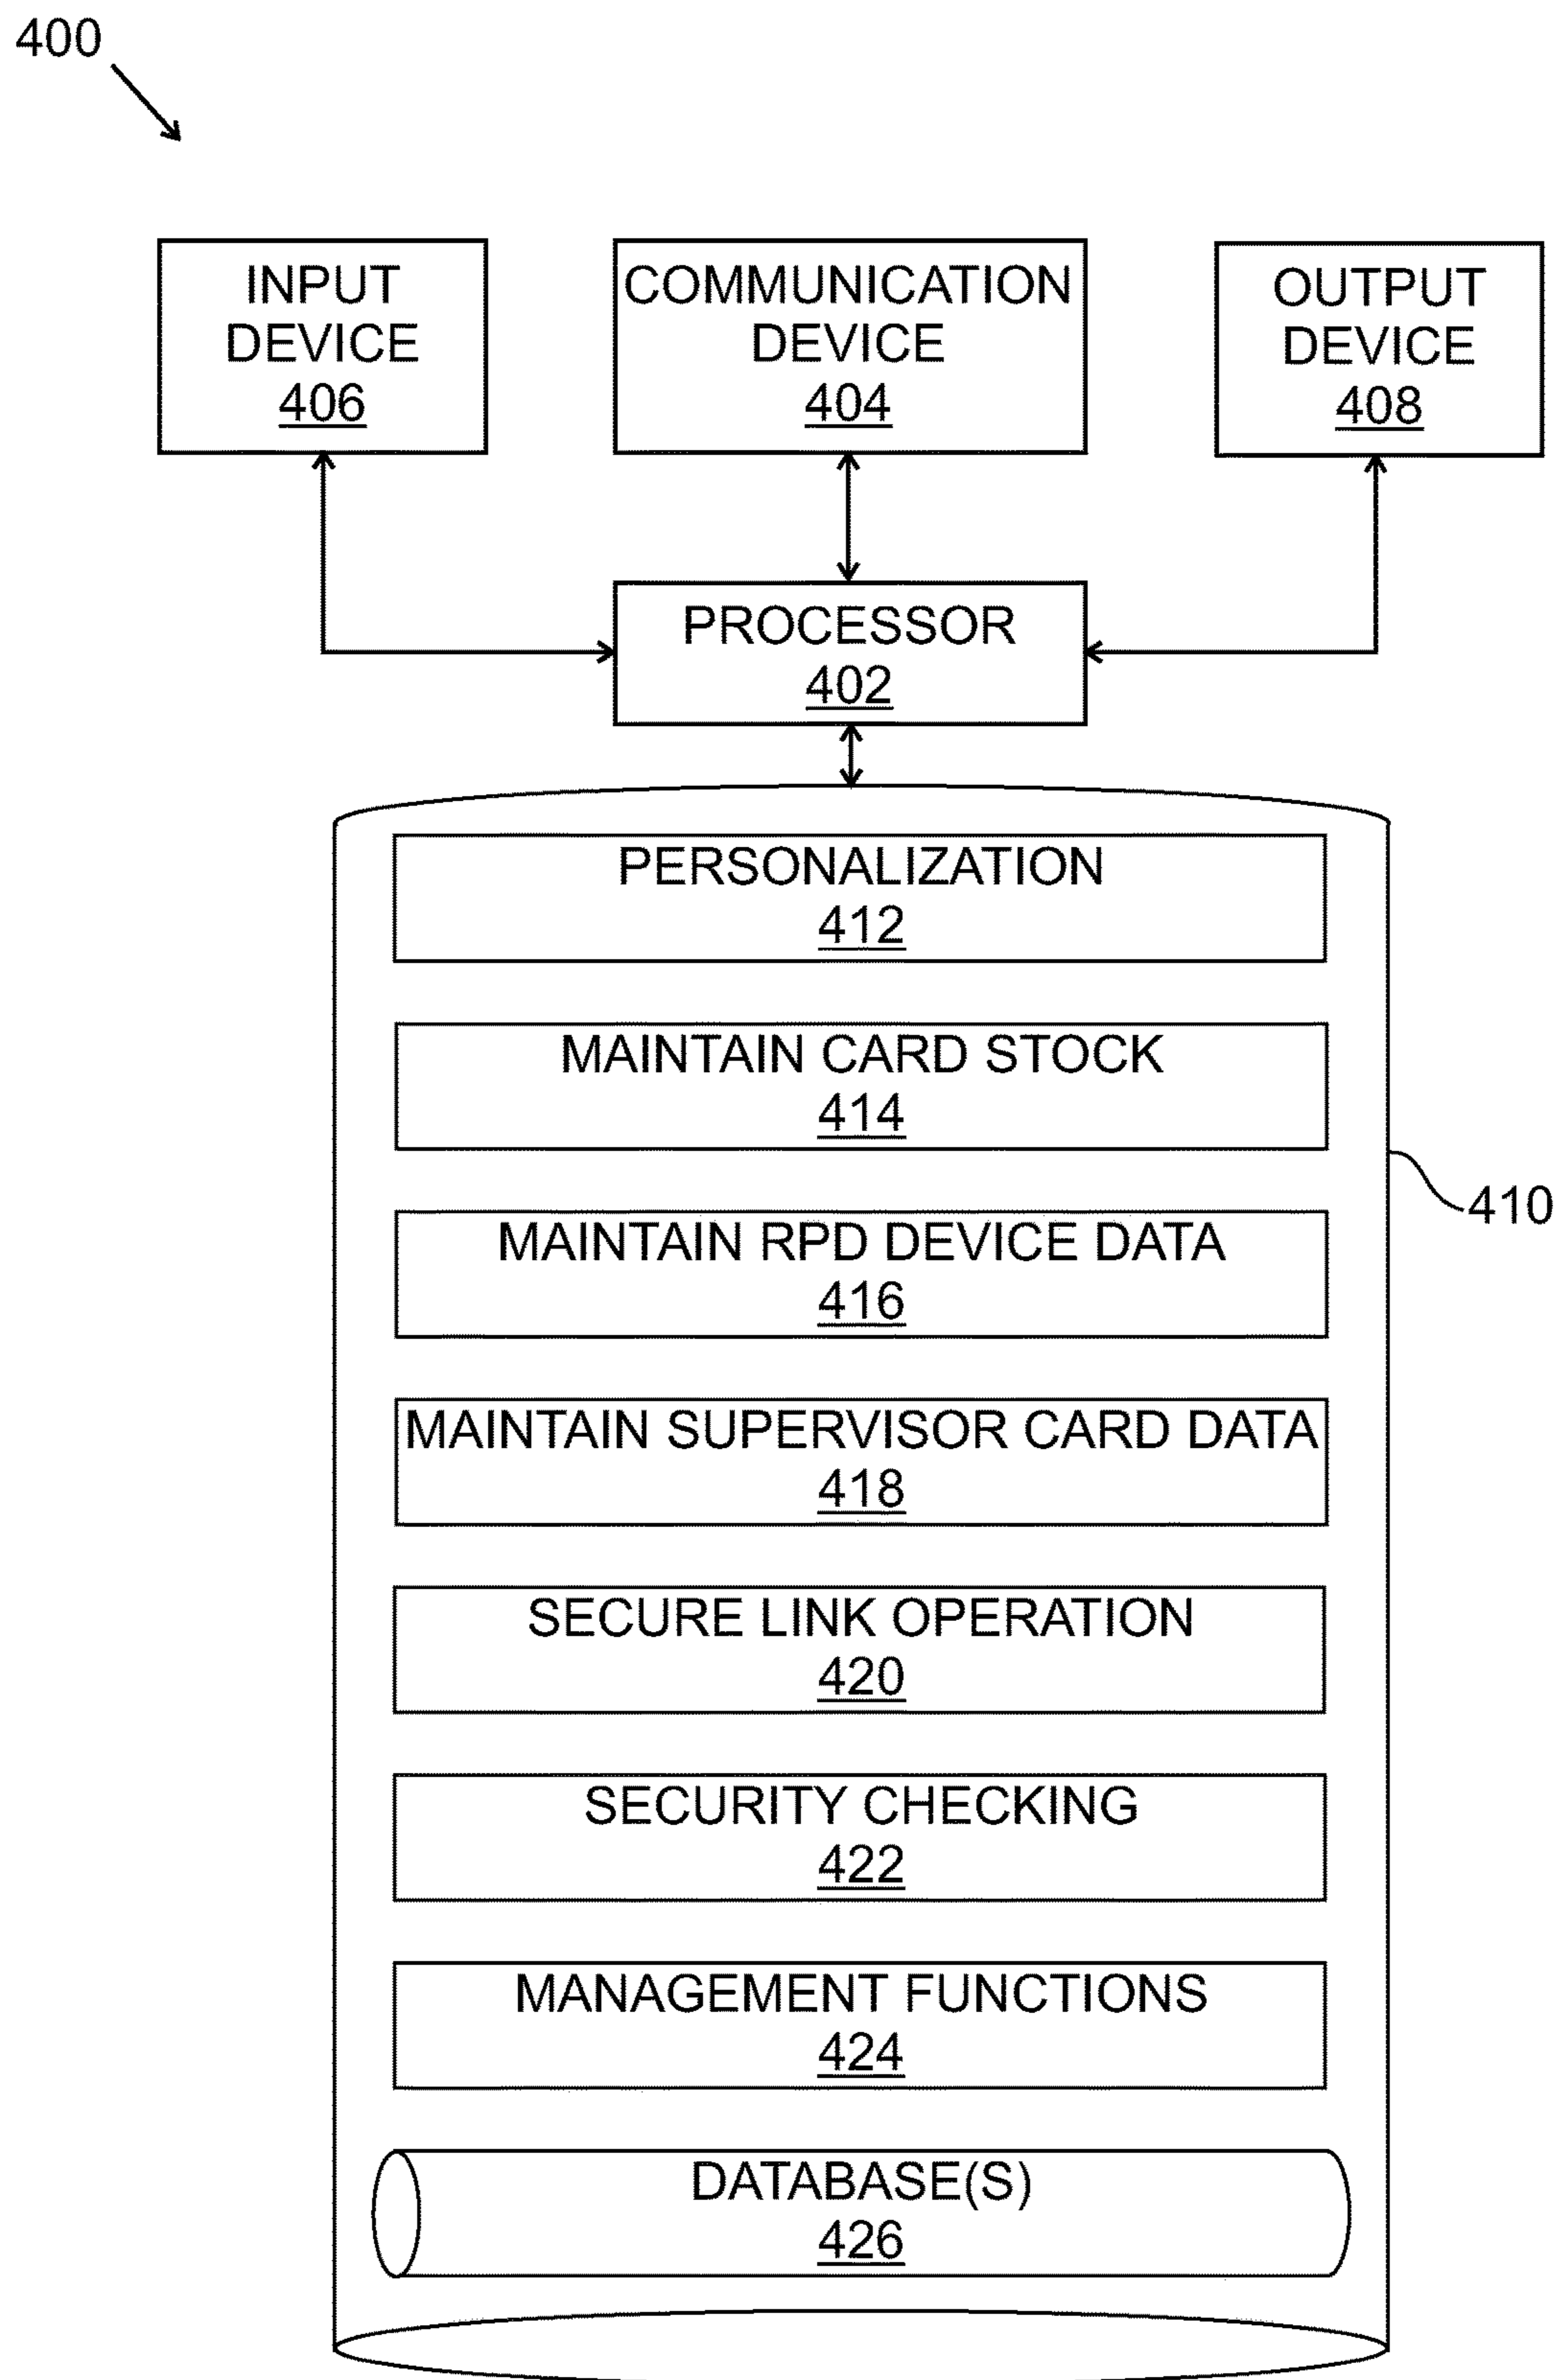 400
INPUT
DEVICE
406
COMMUNICATION
DEVICE
404
OUTPUT
DEVICE
408
PROCESSOR
402
PERSONALIZATION
412
MAINTAIN CARD STOCK
414
410
MAINTAIN RPD DEVICE DATA
416
MAINTAIN SUPERVISOR CARD DATA
418
SECURE LINK OPERATION
420
SECURITY CHECKING
422
MANAGEMENT FUNCTIONS
424
DATABASE(S)
426